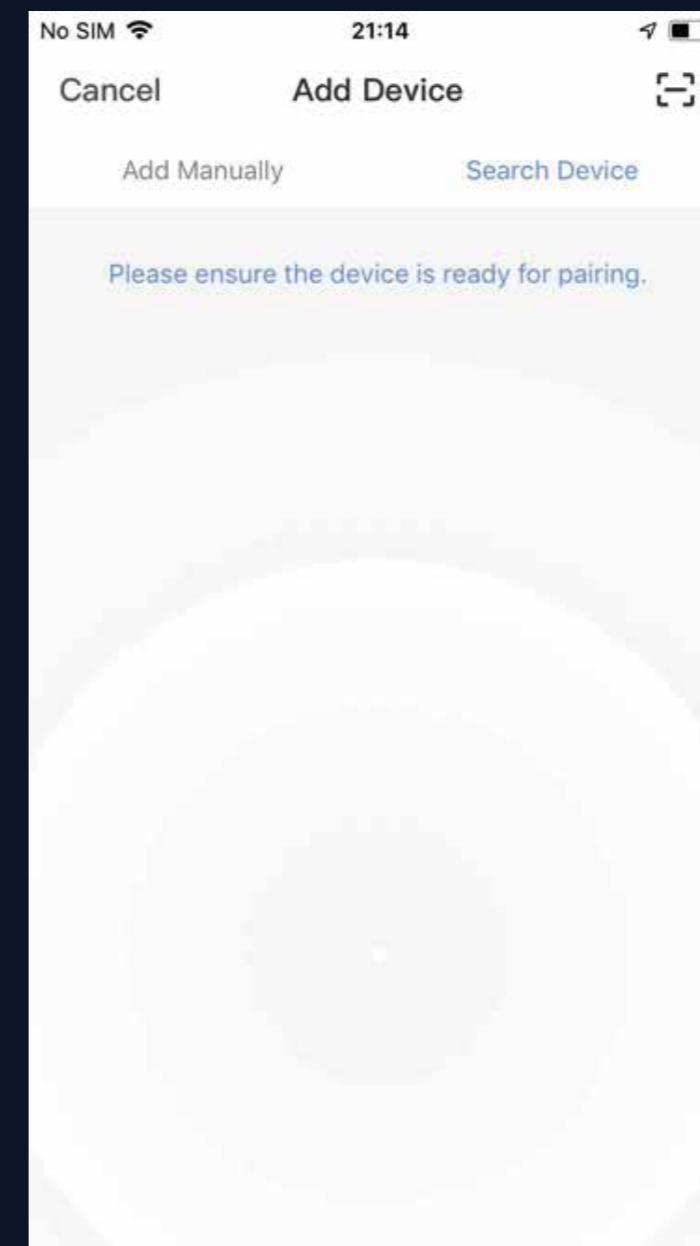 No SIM 21:14
Cancel Add Device
Add Manually Search Device
Please ensure the device is ready for pairing.